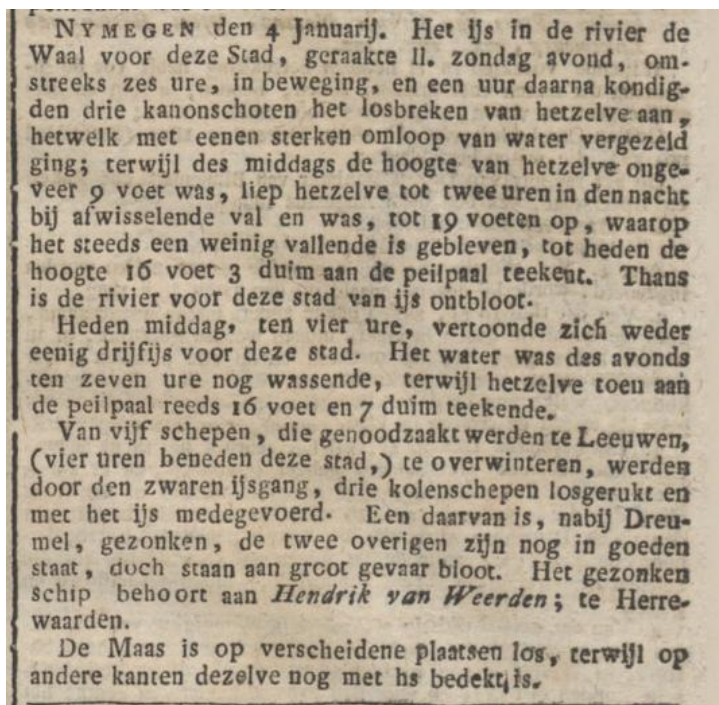 NYMEGEN den 4 Januarij. Het ijs in de rivier de
Waal voor deze Stad, geraakte ll. zondag avond, om-
streeks zes ure, in beweging, en een uur daarna kondig-
den drie kanonschoten het losbreken van hetzelve aan,
hetwelk met eenen sterken omloop van water vergezeld
ging; terwijl des middags de hoogte van hetzelve onge-
veer 9 voet was, liep hetzelve tot twee uren in den nacht
bij afwisselende val en was, tot 19 voeten op, waarop
het steeds een weinig vallende is gebleven, tot heden de
hoogte 16 voet 3 duim aan de peilpaal teekent. Thans
is de rivier voor deze stad van ijs ontbloot.
Heden middag, ten vier ure, vertoonde zich weder
eenig drijfijs voor deze stad. Het water was des avonds
ten zeven ure nog wassende, terwijl hetzelve toen aan
de peilpaal reeds 16 voet en 7 duim teekende.
Van vijf schepen, die genoodzaakt werden te Leeuwen,
(vier uren beneden deze stad,) te overwinteren, werden
door den zwaren ijsgang, drie kolenschepen losgerukt en
met het ijs medegevoerd. Een daarvan is, nabij Dreu-
mel, gezonken, de twee overigen zijn nog in goeden
staat, doch staan aan groot gevaar bloot. Het gezonken
schip behoort aan Hendrik van Weerden; te Herre-
waarden.
De Maas is op verscheidene plaatsen los, terwijl op
andere kanten dezelve nog met hs bedekt is.